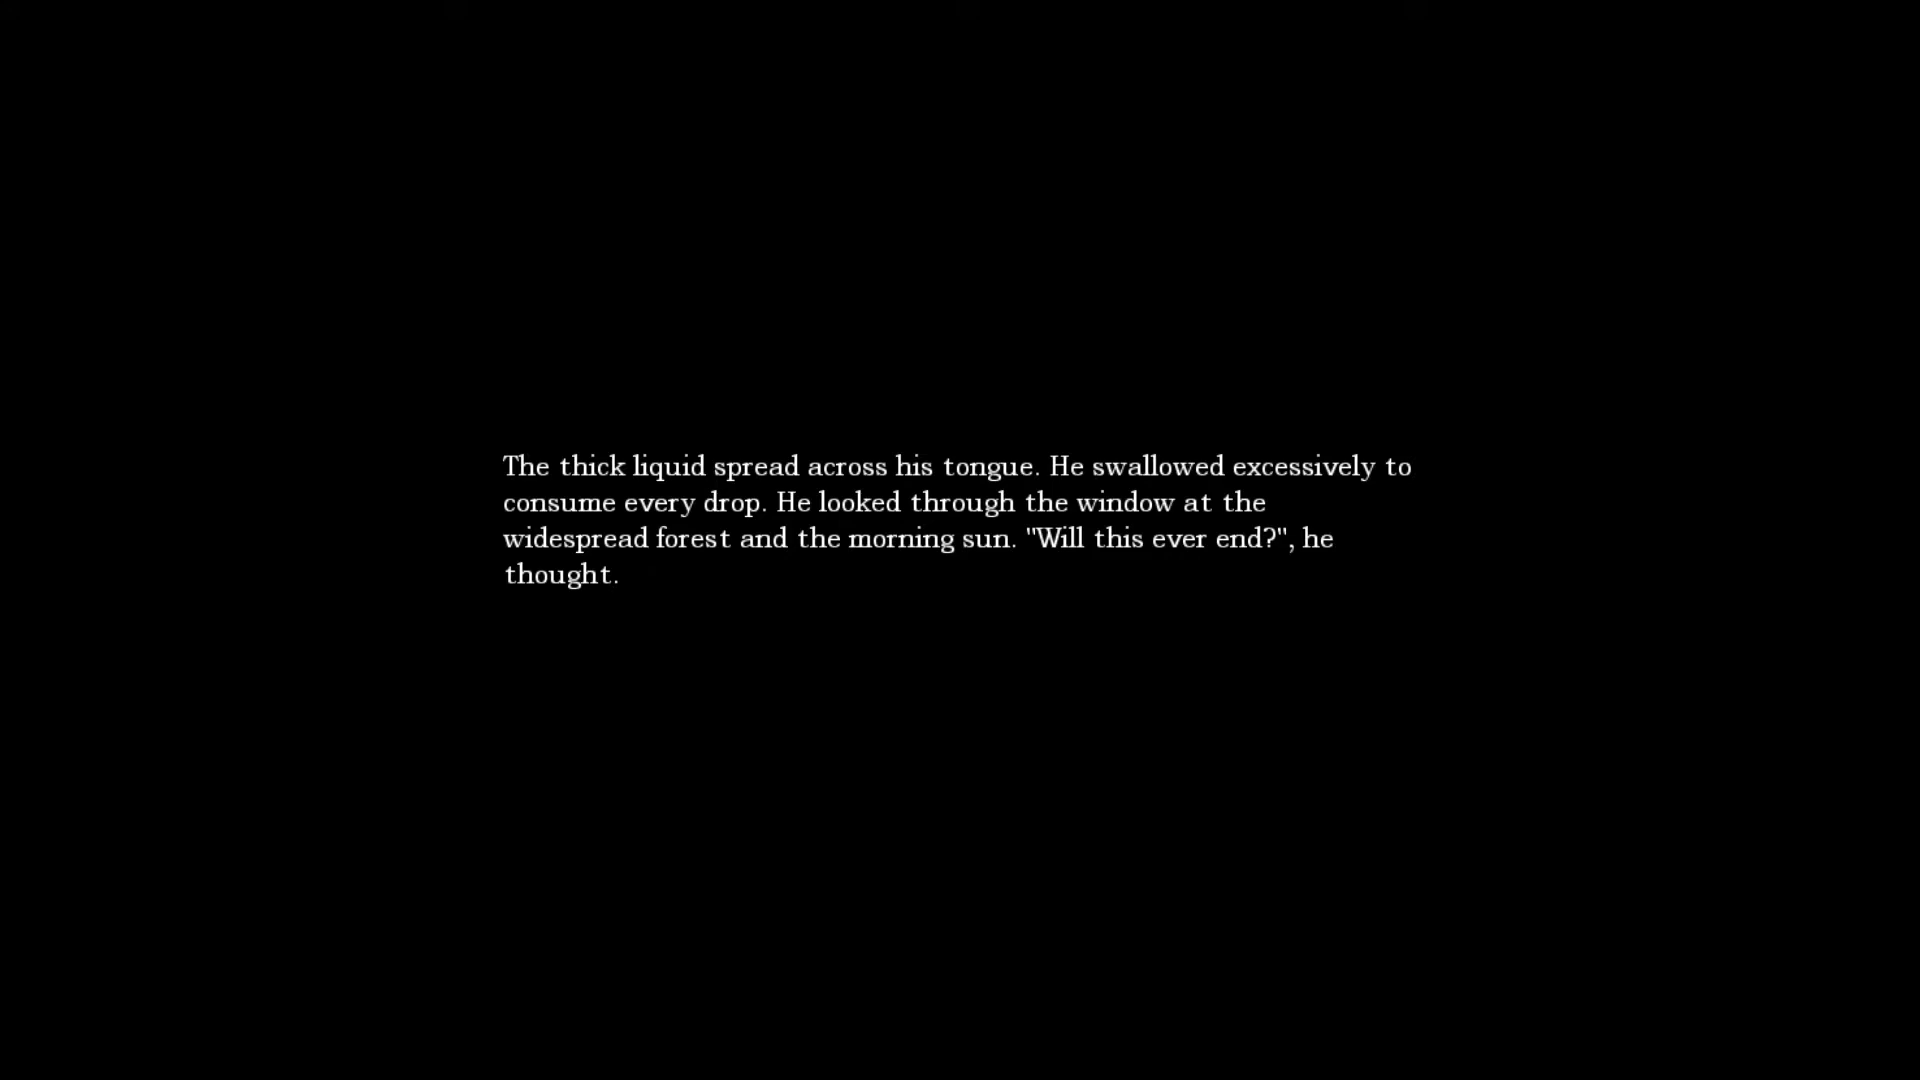 The thick liquid spread across his tongue. He swallowed excessively to
consume every drop. He looked through the window at the
widespread forest and the morning sun. "Will this ever end?", he
thought.